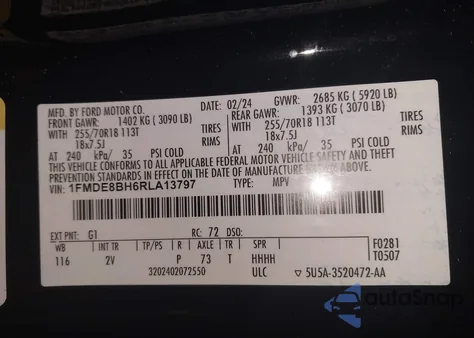 MFD. BY FORD MOTOR CO.
DATE: 02/24 GVWR: 2685 KG (5920 LB)
FRONT GAWR: 1402 KG (3090 LB) REAR GAWR: 1393 KG (3070 LB)
WITH 255/70R18 113T TIRES WITH 255/70R18 113T TIRES
18x7.5J RIMS 18x7.5J RIMS
AT 240 kPa/ 35 PSI COLD AT 240 kPa/ 35 PSI COLD
THIS VEHICLE CONFORMS TO ALL APPLICABLE FEDERAL MOTOR VEHICLE SAFETY, BUMPER, AND
THEFT PREVENTION STANDARDS IN EFFECT ON THE DATE OF MANUFACTURE SHOWN ABOVE.
VIN: 1FMDE8BH6RLA13797 TYPE: MPV
EXT PNT: G1 RC: 72 DSO:
WB INT TR TP/PS R AXLE TR SPR F0281
116 2V P 73 T HHHH T0507
3202402072550 ULC 5U5A-3520472-AA
autoSnap